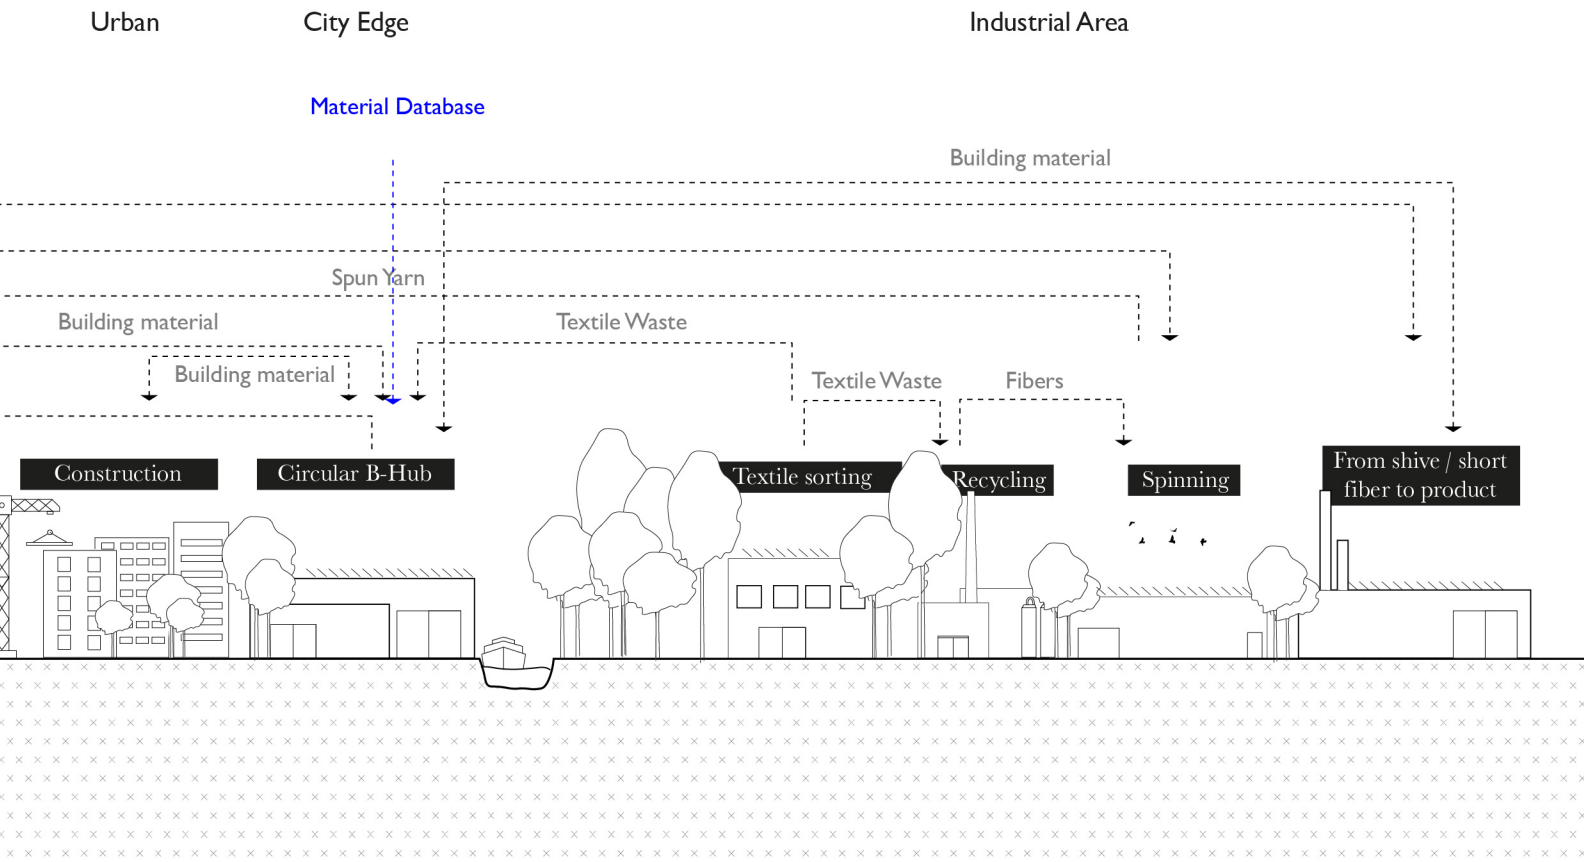 Urban
City Edge
Industrial Area
Material Database
Building material
Spun Yarn
Building material
Textile Waste
Building material
Textile Waste
Fibers
Construction
Circular B-Hub
Textile sorting
Recycling
Spinning
From shive / short
fiber to product